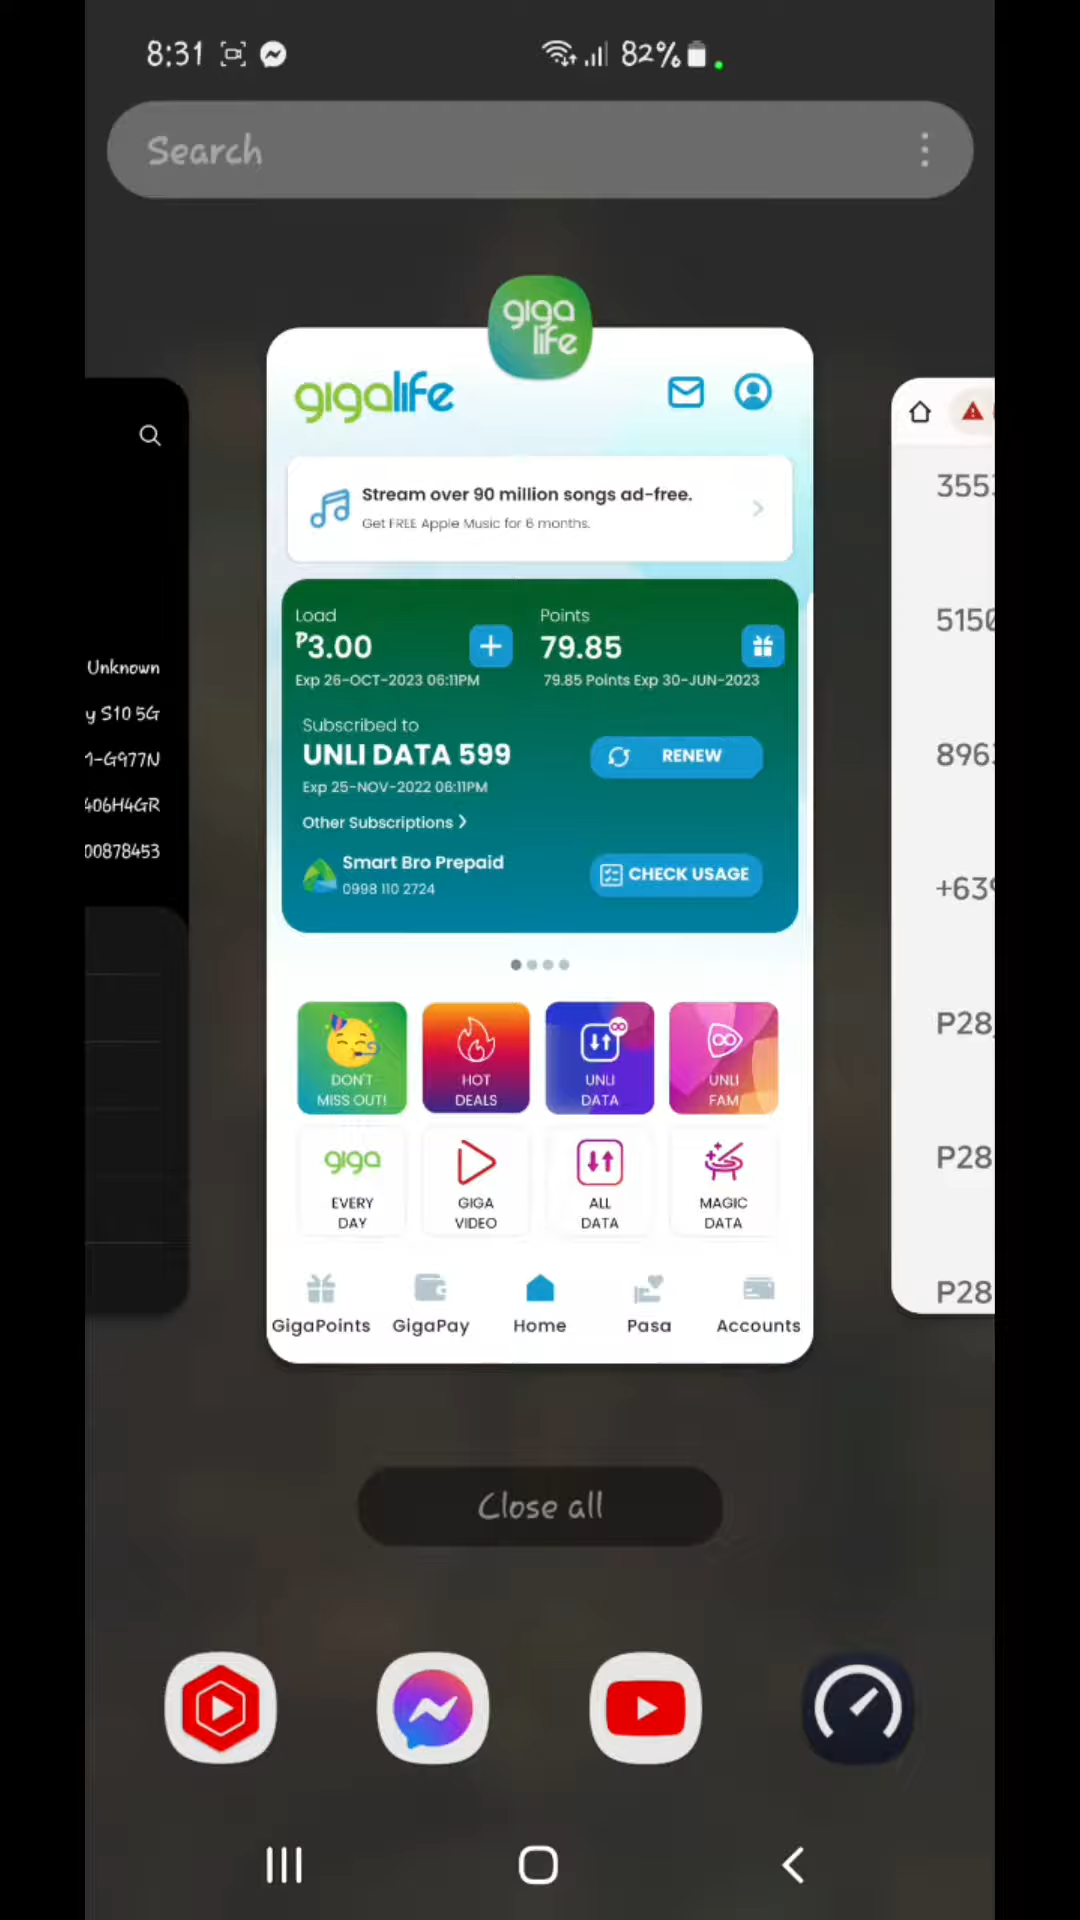 8:31
82%
Search
giga
life
gigalife
Stream over 90 million songs ad-free.
Get FREE Apple Music for 6 months.
Load
₱3.00
Exp 26-OCT-2023 06:11PM
Points
79.85
79.85 Points Exp 30-JUN-2023
Subscribed to
UNLI DATA 599
Exp 25-NOV-2022 06:11PM
RENEW
Other Subscriptions >
Smart Bro Prepaid
0998 110 2724
CHECK USAGE
DON'T
MISS OUT!
HOT
DEALS
UNLI
DATA
UNLI
FAM
giga
EVERY
DAY
GIGA
VIDEO
ALL
DATA
MAGIC
DATA
GigaPoints
GigaPay
Home
Pasa
Accounts
Unknown
y S10 5G
-G977N
406H4GR
00878453
355
515
896
+63
P28
P28
P28
Close all